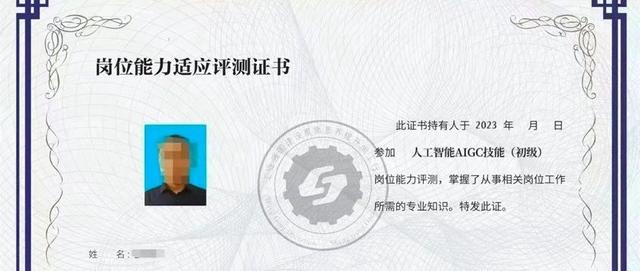 岗位能力适应评测证书
此证书持有人于 2023 年 月 日
参加 人工智能AIGC技能（初级）
岗位能力评测，掌握了从事相关岗位工作
所需的专业知识。特发此证。
姓 名: